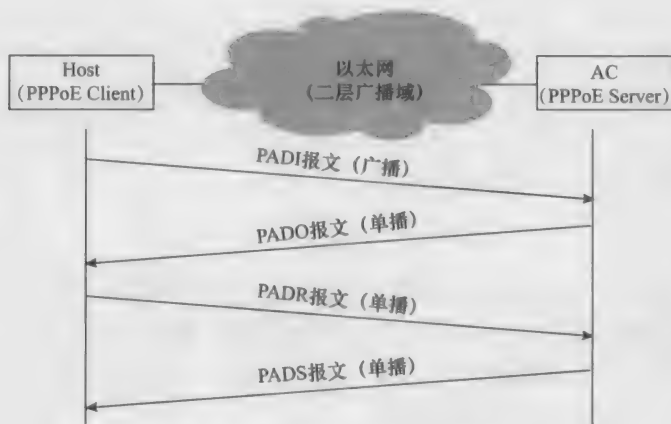 Host
(PPPoE Client)
以太网
(二层广播域)
AC
(PPPoE Server)
PADI报文（广播）
PADO报文（单播）
PADR报文（单播）
PADS报文（单播）